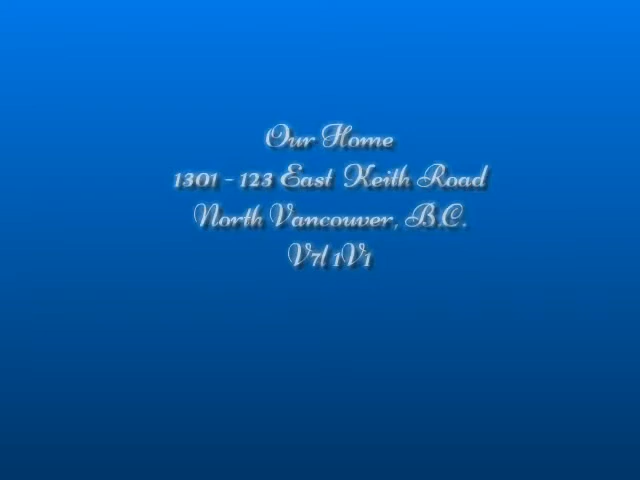 Our Home
1301 - 123 East Keith Road
North Vancouver, B.C.
V7l 1V1